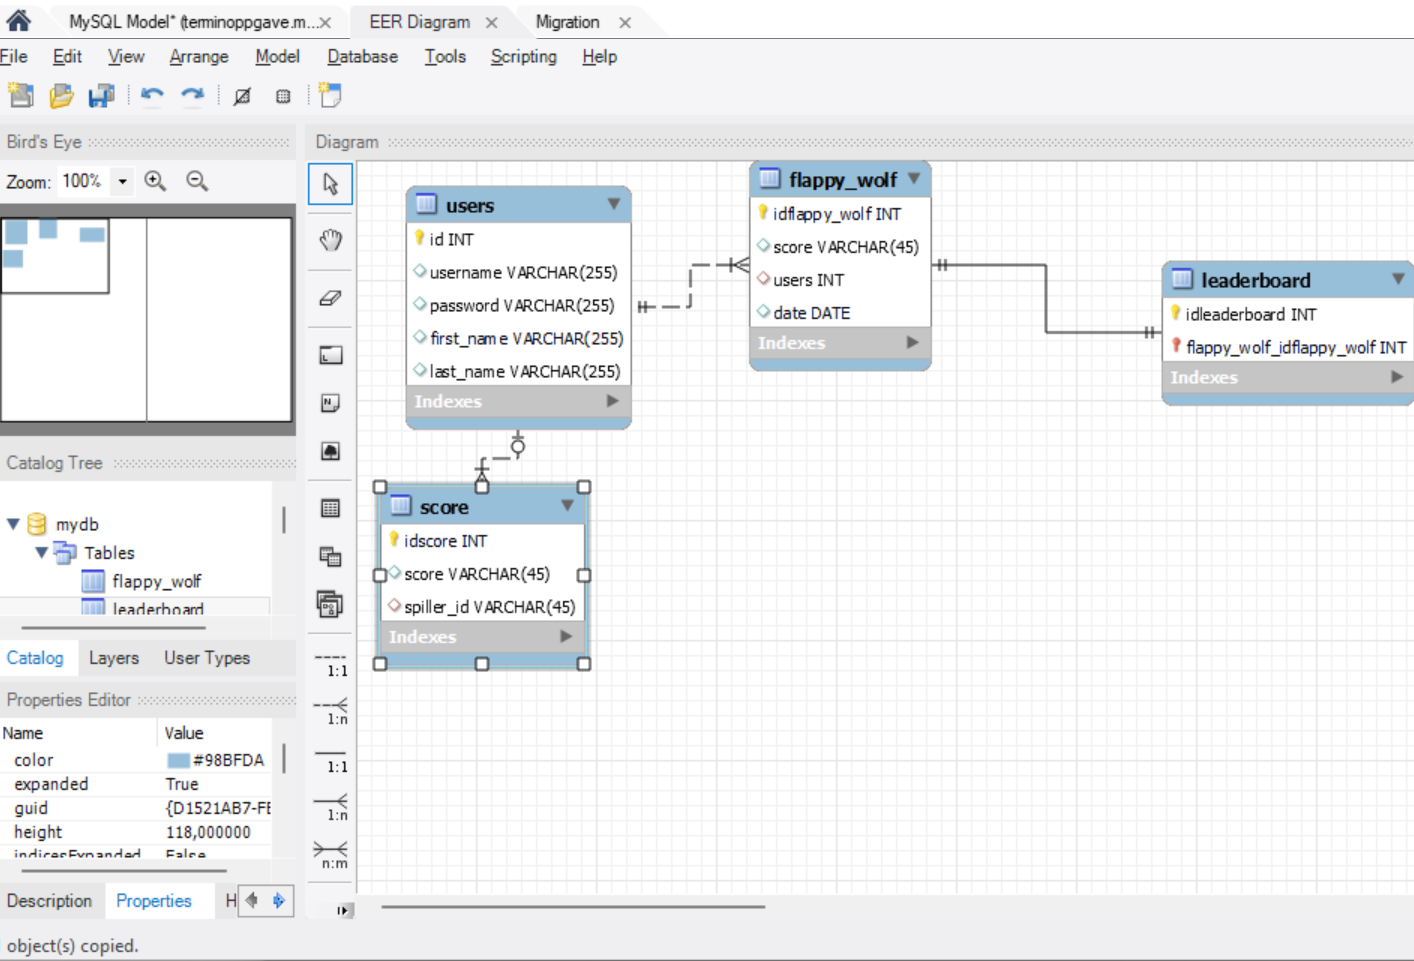 MySQL Model* (terminoppgave.m...× EER Diagram × Migration ×
File Edit View Arrange Model Database Tools Scripting Help
Bird's Eye
Zoom: 100%
Catalog Tree
mydb
Tables
flappy_wolf
leaderboard
Catalog Layers User Types
Properties Editor
Name Value
color #98BFDA
expanded True
guid {D1521AB7-FE
height 118,000000
indicesExpanded False
Description Properties H
object(s) copied.
Diagram
1:1
1:n
1:1
1:n
n:m
users
id INT
username VARCHAR(255)
password VARCHAR(255)
first_name VARCHAR(255)
last_name VARCHAR(255)
Indexes
flappy_wolf
idflappy_wolf INT
score VARCHAR(45)
users INT
date DATE
Indexes
leaderboard
idleaderboard INT
flappy_wolf_idflappy_wolf INT
Indexes
score
idscore INT
score VARCHAR(45)
spiller_id VARCHAR(45)
Indexes